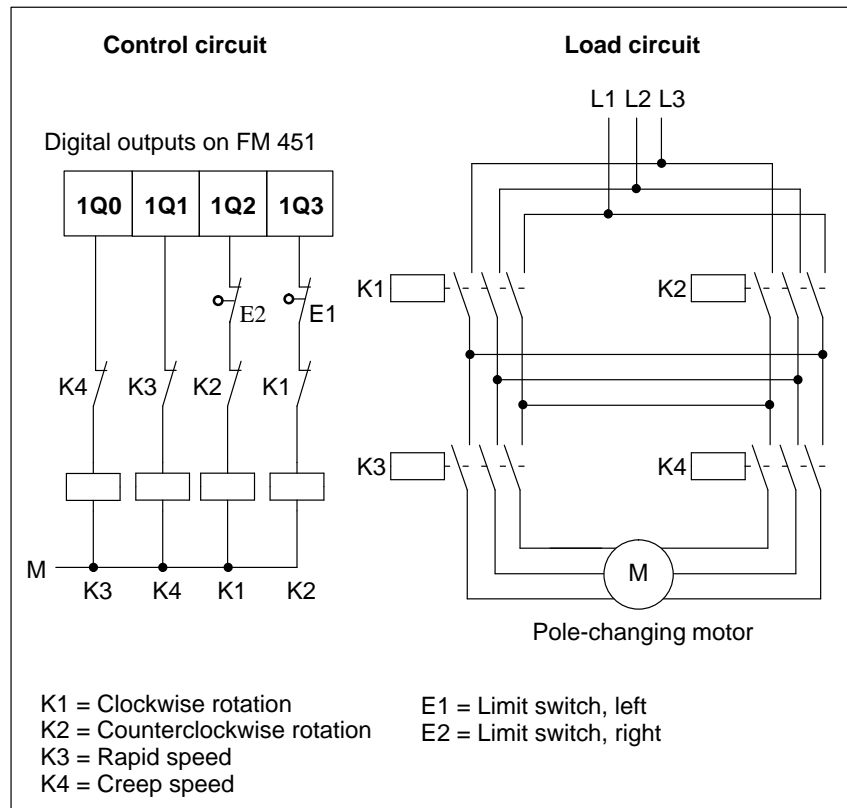 Control circuit
Load circuit
L1 L2 L3
Digital outputs on FM 451
1Q0 1Q1 1Q2 1Q3
E2 E1
K1 K2
K4 K3 K2 K1
K3 K4
M
K3 K4 K1 K2
M
Pole-changing motor
K1 = Clockwise rotation
K2 = Counterclockwise rotation
K3 = Rapid speed
K4 = Creep speed
E1 = Limit switch, left
E2 = Limit switch, right